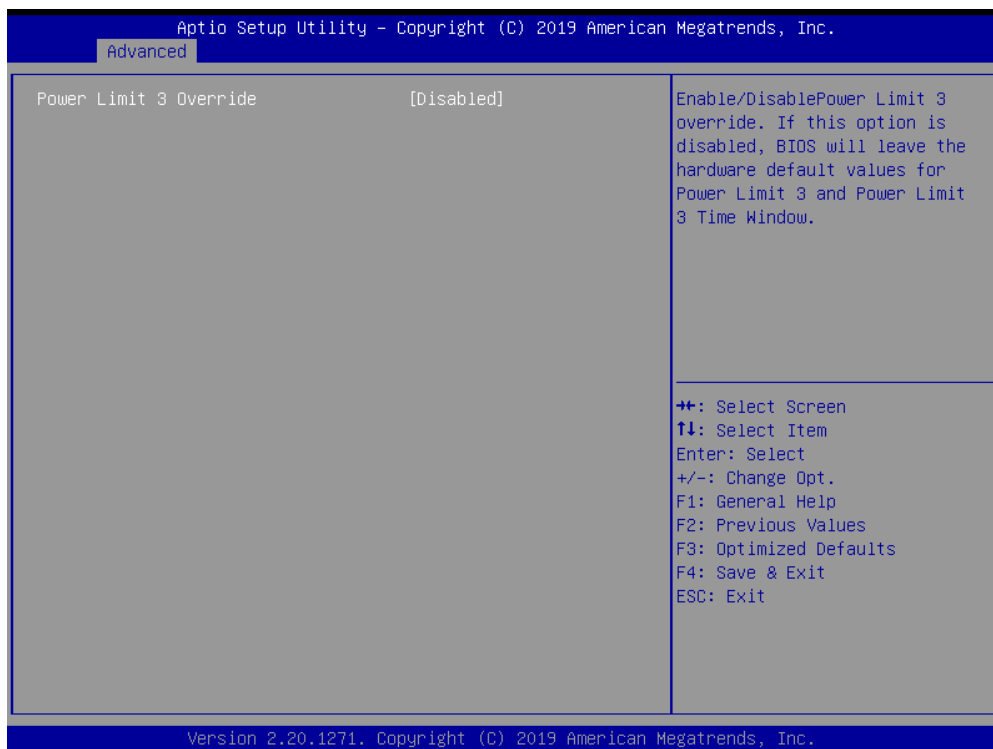 Aptio Setup Utility – Copyright (C) 2019 American Megatrends, Inc.
Advanced
Power Limit 3 Override [Disabled]
Enable/DisablePower Limit 3
override. If this option is
disabled, BIOS will leave the
hardware default values for
Power Limit 3 and Power Limit
3 Time Window.
→←: Select Screen
↑↓: Select Item
Enter: Select
+/-: Change Opt.
F1: General Help
F2: Previous Values
F3: Optimized Defaults
F4: Save & Exit
ESC: Exit
Version 2.20.1271. Copyright (C) 2019 American Megatrends, Inc.